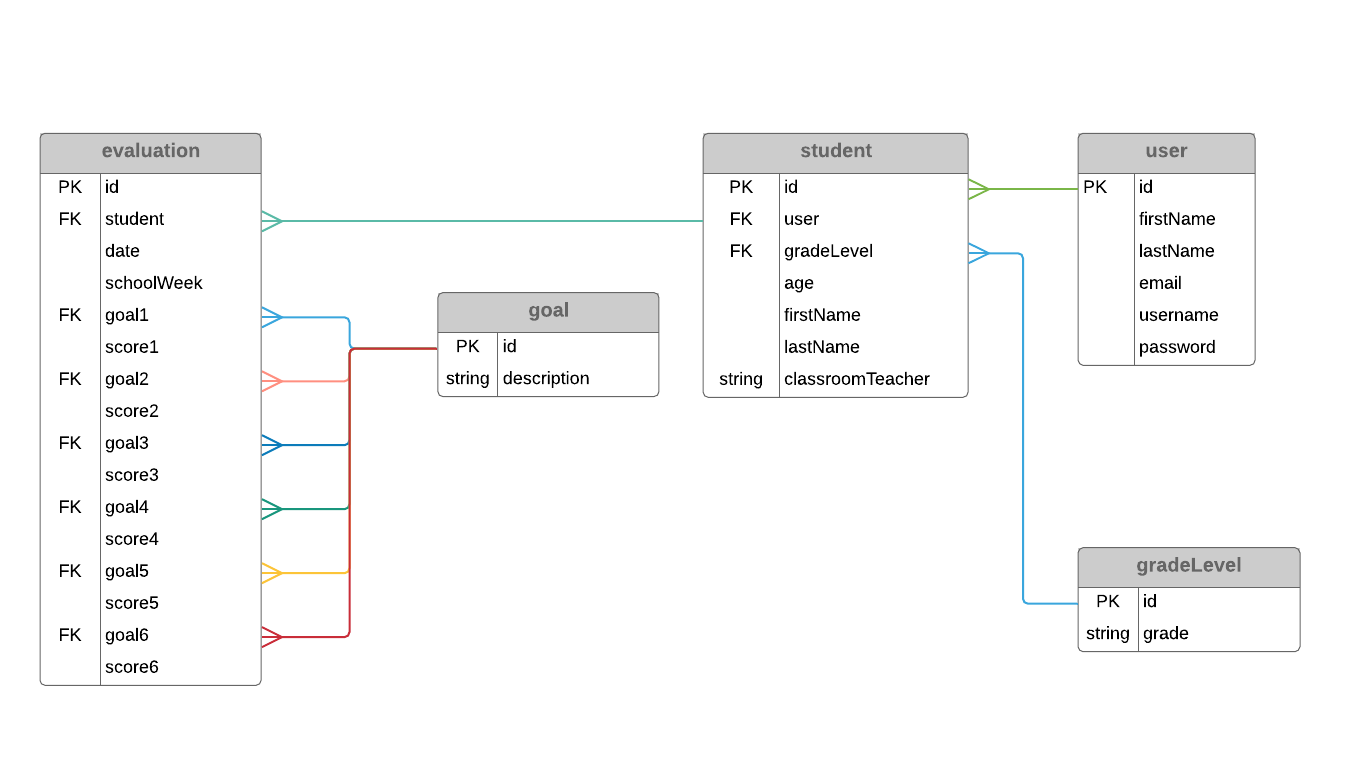 evaluation
PK id
FK student
date
schoolWeek
FK goal1
score1
FK goal2
score2
FK goal3
score3
FK goal4
score4
FK goal5
score5
FK goal6
score6
goal
PK id
string description
student
PK id
FK user
FK gradeLevel
age
firstName
lastName
string classroomTeacher
user
PK id
firstName
lastName
email
username
password
gradeLevel
PK id
string grade